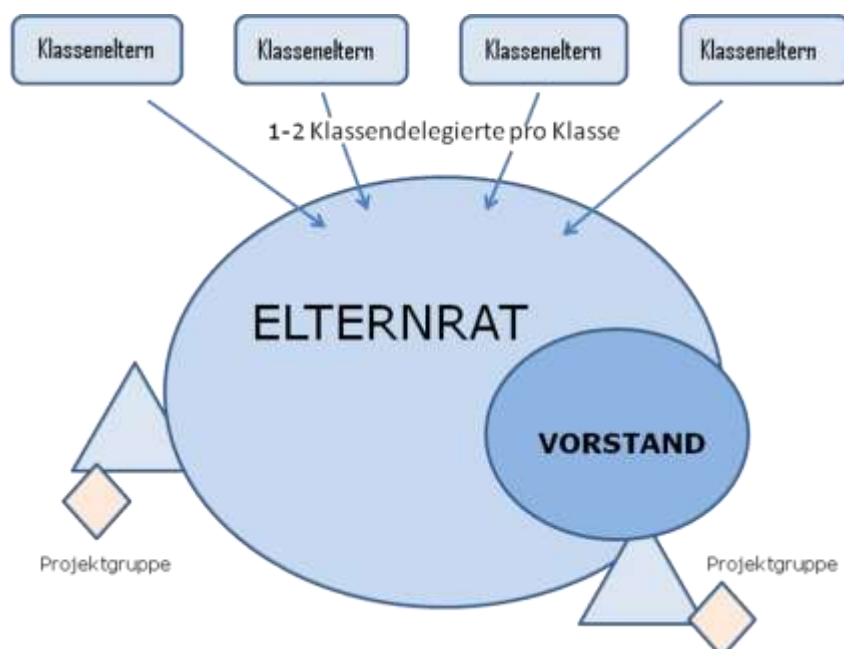 Klasseneltern
Klasseneltern
Klasseneltern
Klasseneltern
1-2 Klassendelegierte pro Klasse
ELTERNRAT
VORSTAND
Projektgruppe
Projektgruppe